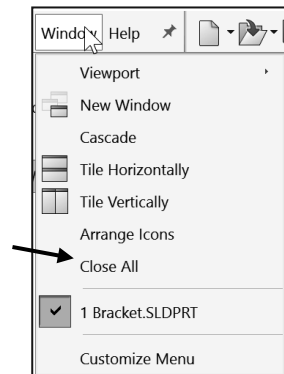 Window Help
Viewport
New Window
Cascade
Tile Horizontally
Tile Vertically
Arrange Icons
Close All
1 Bracket.SLDPRT
Customize Menu